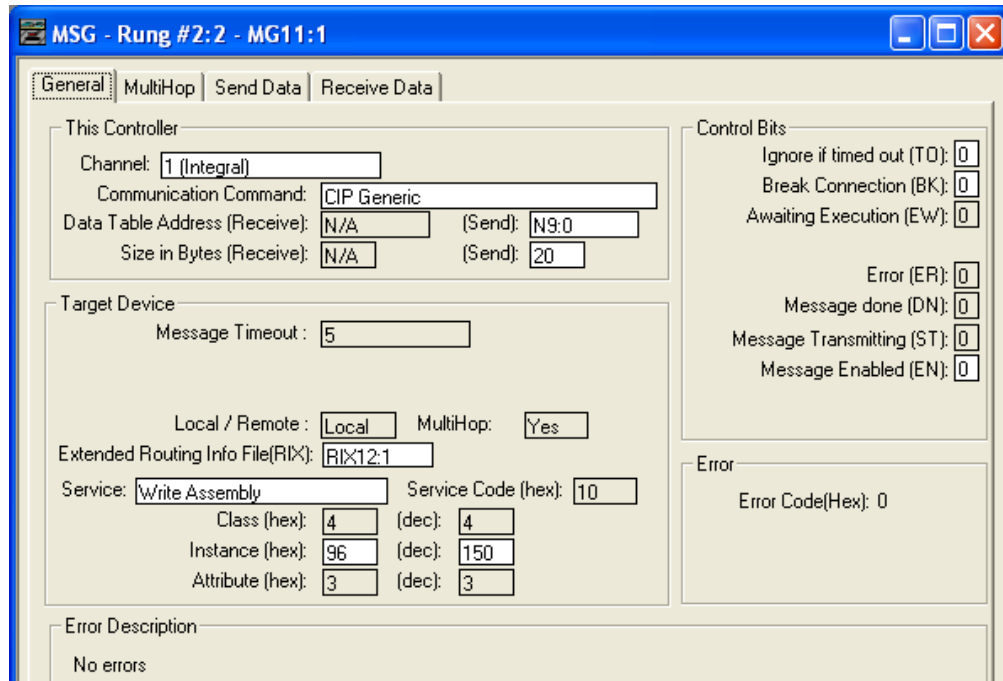 MSG - Rung #2:2 - MG11:1
General MultiHop Send Data Receive Data
This Controller
Channel: 1 (Integral)
Communication Command: CIP Generic
Data Table Address (Receive): N/A (Send): N9:0
Size in Bytes (Receive): N/A (Send): 20
Target Device
Message Timeout : 5
Local / Remote : Local MultiHop: Yes
Extended Routing Info File(RIX): RIX12:1
Service: Write Assembly Service Code (hex): 10
Class (hex): 4 (dec): 4
Instance (hex): 96 (dec): 150
Attribute (hex): 3 (dec): 3
Control Bits
Ignore if timed out (TO): 0
Break Connection (BK): 0
Awaiting Execution (EW): 0
Error (ER): 0
Message done (DN): 0
Message Transmitting (ST): 0
Message Enabled (EN): 0
Error
Error Code(Hex): 0
Error Description
No errors